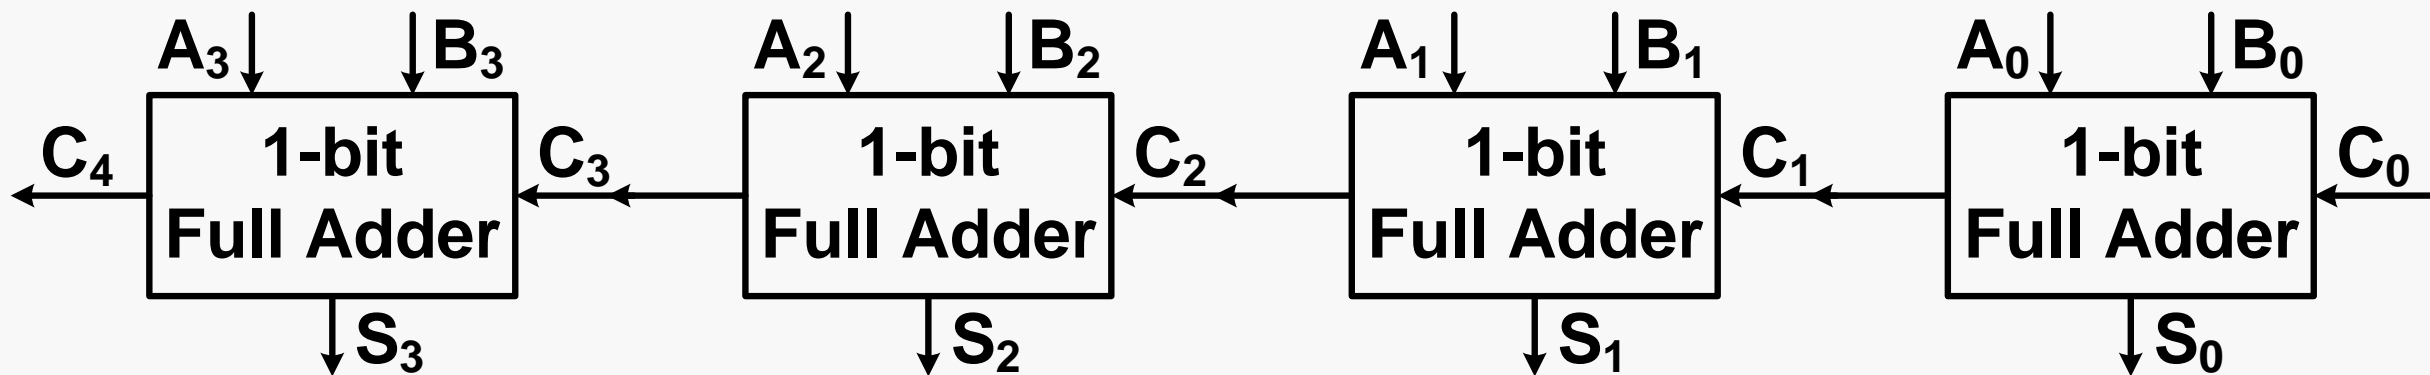 A₃ B₃ A₂ B₂ A₁ B₁ A₀ B₀
C₄ 1-bit C₃ 1-bit C₂ 1-bit C₁ 1-bit C₀
Full Adder Full Adder Full Adder Full Adder
S₃ S₂ S₁ S₀